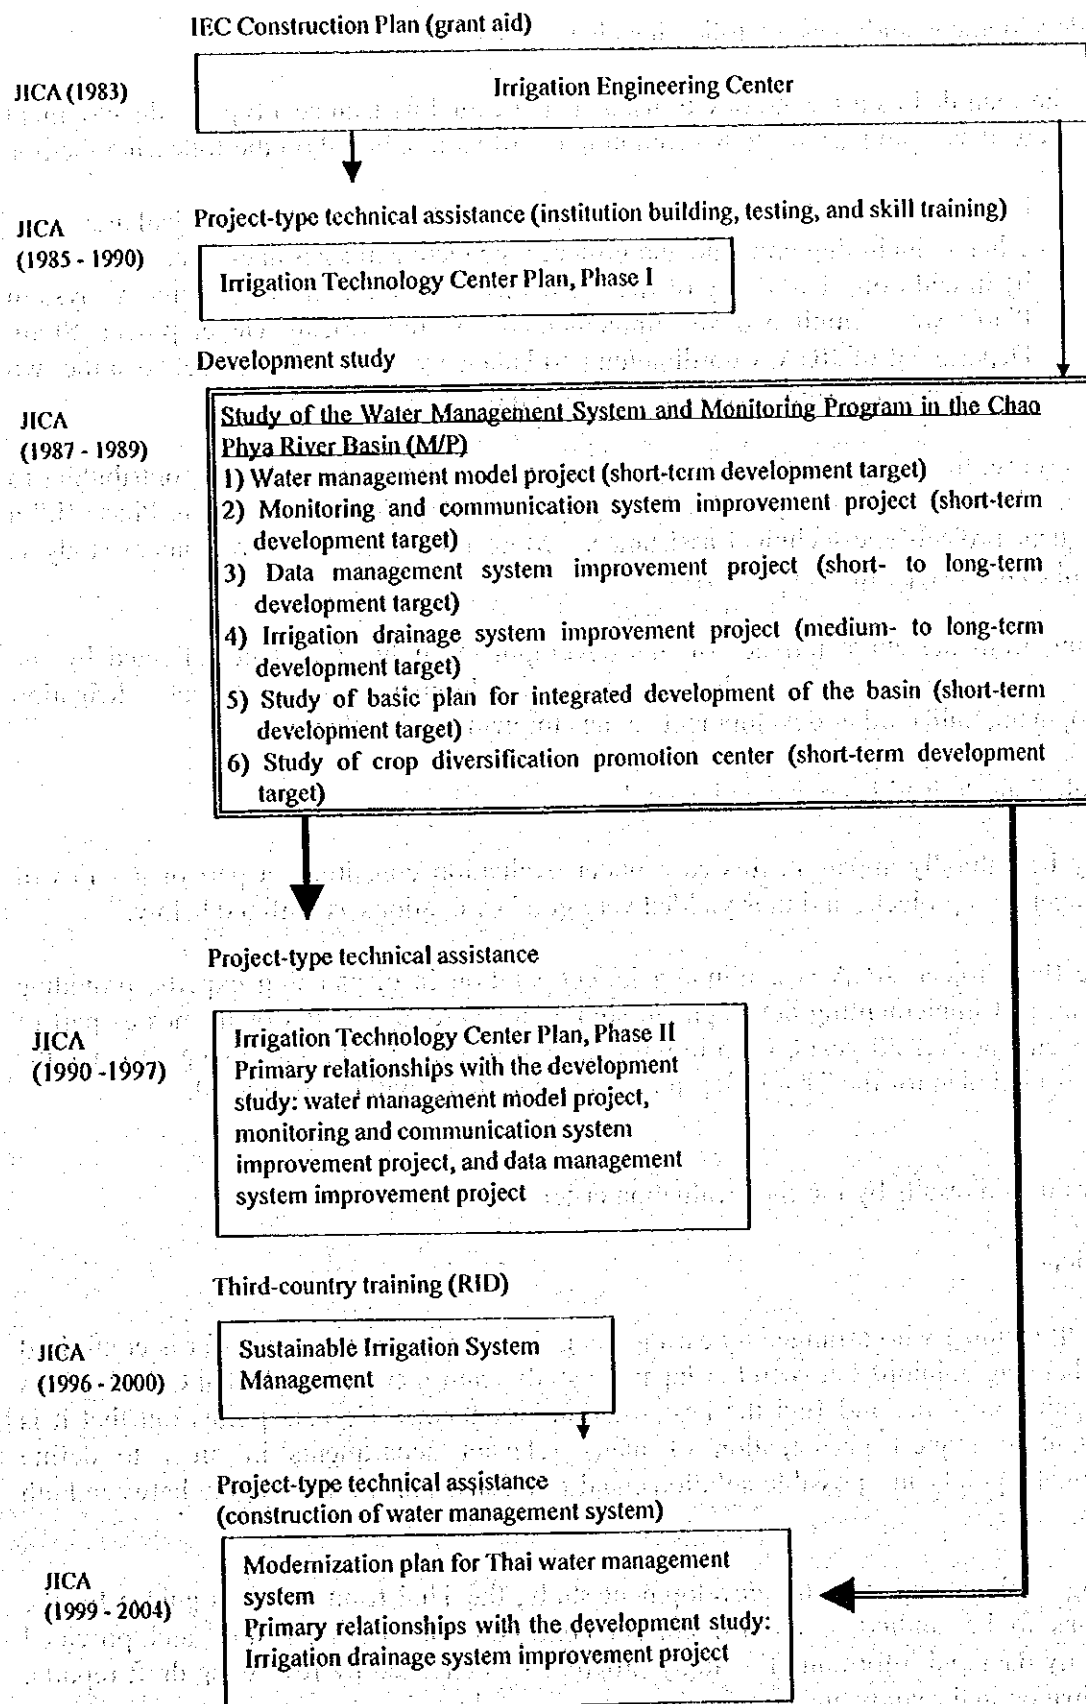 IEC Construction Plan (grant aid)
JICA (1983)
Irrigation Engineering Center
JICA
(1985 - 1990)
Project-type technical assistance (institution building, testing, and skill training)
Irrigation Technology Center Plan, Phase I
Development study
JICA
(1987 - 1989)
Study of the Water Management System and Monitoring Program in the Chao
Phya River Basin (M/P)
1) Water management model project (short-term development target)
2) Monitoring and communication system improvement project (short-term
development target)
3) Data management system improvement project (short- to long-term
development target)
4) Irrigation drainage system improvement project (medium- to long-term
development target)
5) Study of basic plan for integrated development of the basin (short-term
development target)
6) Study of crop diversification promotion center (short-term development
target)
Project-type technical assistance
JICA
(1990 -1997)
Irrigation Technology Center Plan, Phase II
Primary relationships with the development
study: water management model project,
monitoring and communication system
improvement project, and data management
system improvement project
Third-country training (RID)
JICA
(1996 - 2000)
Sustainable Irrigation System
Management
Project-type technical assistance
(construction of water management system)
JICA
(1999 - 2004)
Modernization plan for Thai water management
system
Primary relationships with the development study:
Irrigation drainage system improvement project